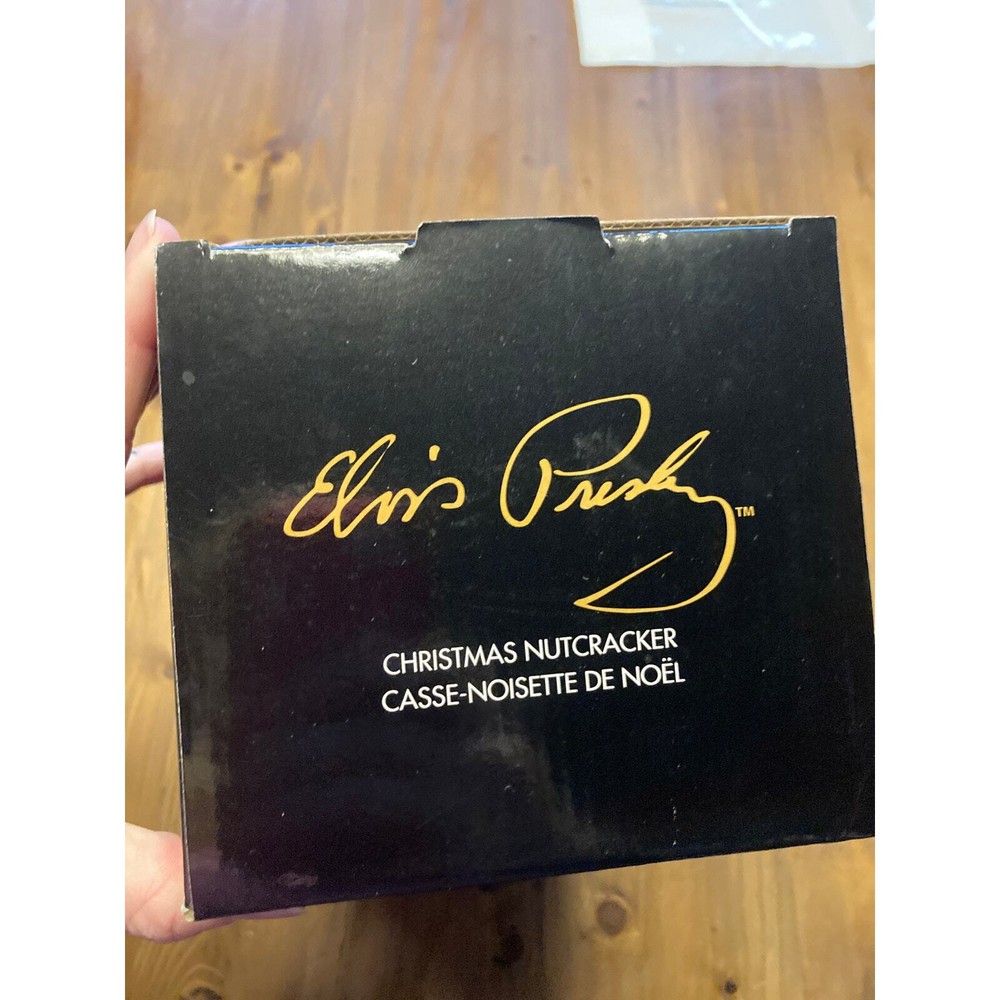 Elvis Presley™
CHRISTMAS NUTCRACKER
CASSE-NOISETTE DE NOËL